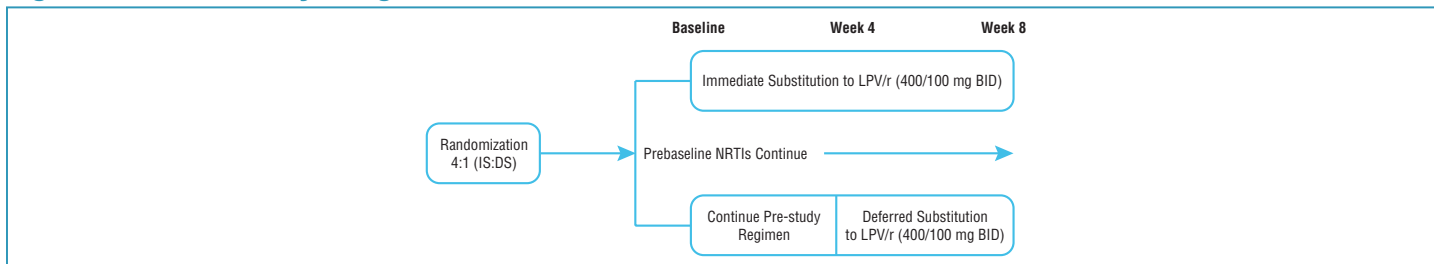 Baseline Week 4 Week 8
Immediate Substitution to LPV/r (400/100 mg BID)
Randomization
4:1 (IS:DS)
Prebaseline NRTIs Continue
Continue Pre-study
Regimen
Deferred Substitution
to LPV/r (400/100 mg BID)